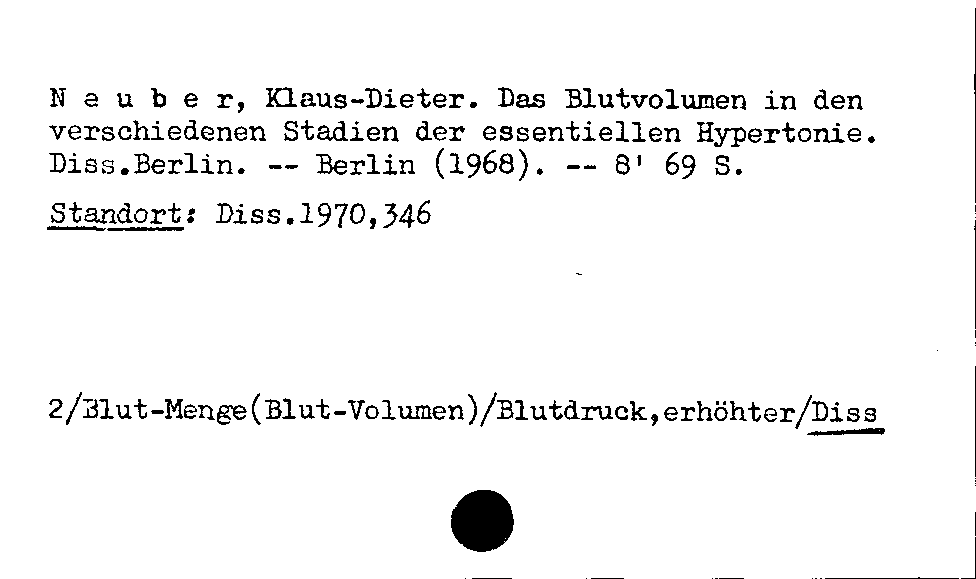 N e u b e r, Klaus-Dieter. Das Blutvolumen in den
verschiedenen Stadien der essentiellen Hypertonie.
Diss.Berlin. -- Berlin (1968). -- 8' 69 S.
Standort: Diss.1970,346
2/Blut-Menge(Blut-Volumen)/Blutdruck,erhöhter/Diss